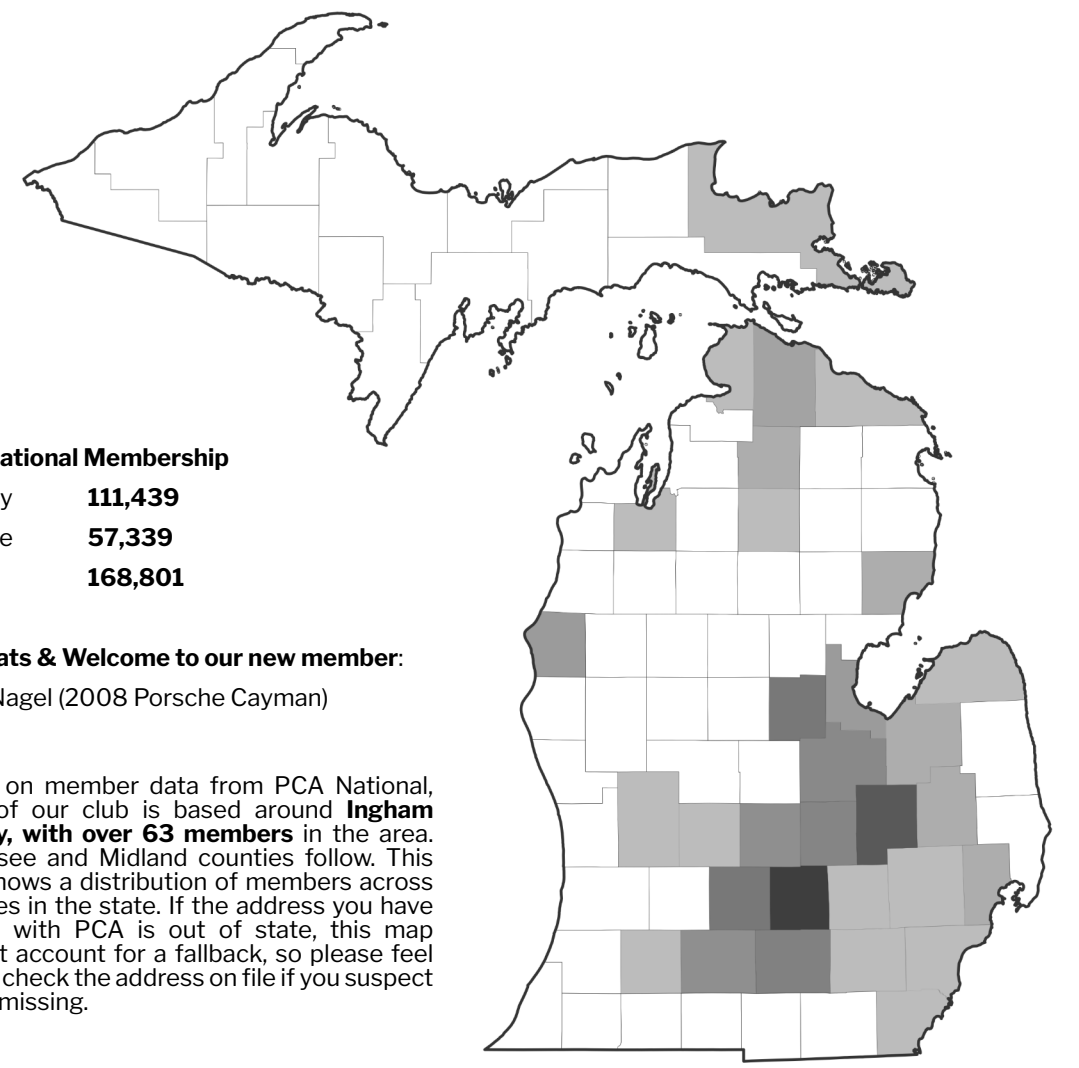 ational Membership
y 111,439
e 57,339
168,801
ats & Welcome to our new member:
Nagel (2008 Porsche Cayman)
on member data from PCA National,
of our club is based around Ingham
y, with over 63 members in the area.
see and Midland counties follow. This
hows a distribution of members across
es in the state. If the address you have
with PCA is out of state, this map
t account for a fallback, so please feel
check the address on file if you suspect
missing.